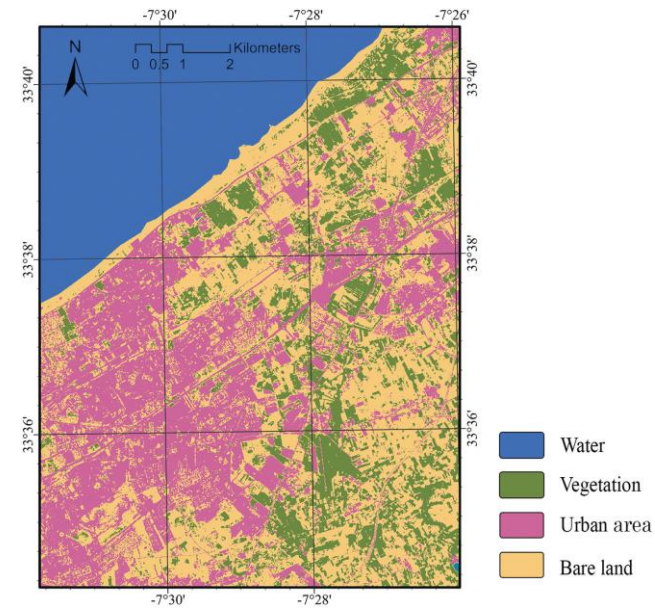 -7°30' -7°28' -7°26'
N
Kilometers
0 0.5 1 2
33°40' 33°40'
33°38' 33°38'
33°36' 33°36'
Water
Vegetation
Urban area
Bare land
-7°30' -7°28'